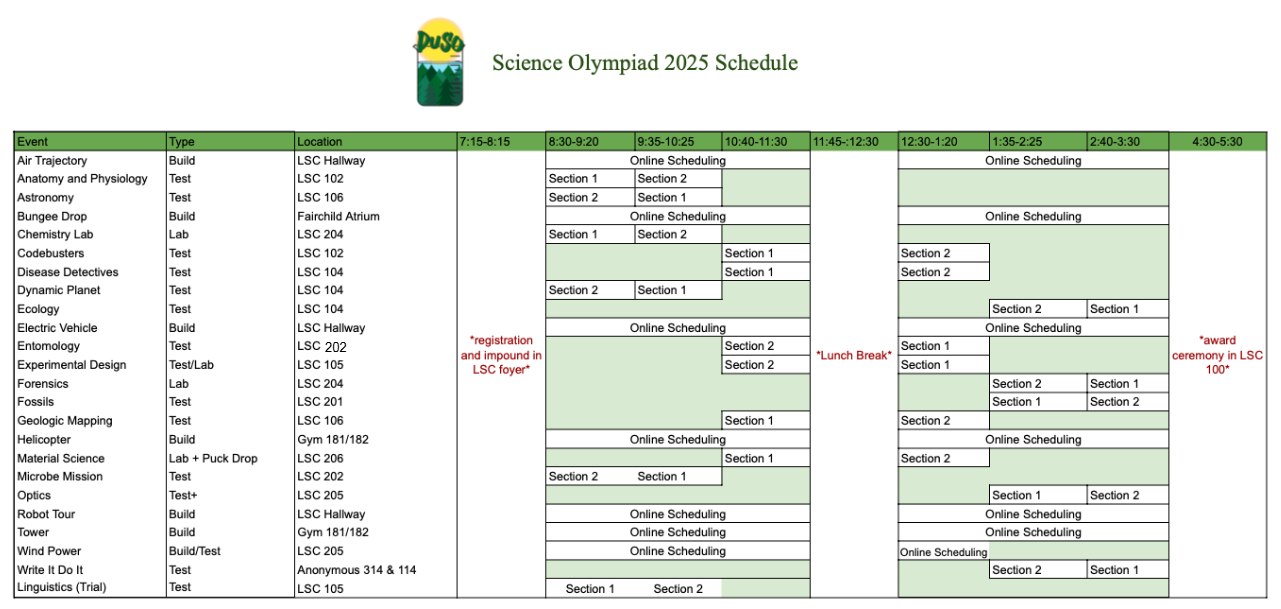 DUSO
Science Olympiad 2025 Schedule
Event Type Location 7:15-8:15 8:30-9:20 9:35-10:25 10:40-11:30 11:45-:12:30 12:30-1:20 1:35-2:25 2:40-3:30 4:30-5:30
Air Trajectory Build LSC Hallway Online Scheduling Online Scheduling
Anatomy and Physiology Test LSC 102 Section 1 Section 2
Astronomy Test LSC 106 Section 2 Section 1
Bungee Drop Build Fairchild Atrium Online Scheduling Online Scheduling
Chemistry Lab Lab LSC 204 Section 1 Section 2
Codebusters Test LSC 102 Section 1 Section 2
Disease Detectives Test LSC 104 Section 1 Section 2
Dynamic Planet Test LSC 104 Section 2 Section 1
Ecology Test LSC 104 Section 2 Section 1
Electric Vehicle Build LSC Hallway Online Scheduling Online Scheduling
Entomology Test LSC 202 Section 2 Section 1
Experimental Design Test/Lab LSC 105 Section 2 Section 1
Forensics Lab LSC 204 Section 2 Section 1
Fossils Test LSC 201 Section 1 Section 2
Geologic Mapping Test LSC 106 Section 1 Section 2
Helicopter Build Gym 181/182 Online Scheduling Online Scheduling
Material Science Lab + Puck Drop LSC 206 Section 1 Section 2
Microbe Mission Test LSC 202 Section 2 Section 1
Optics Test+ LSC 205 Section 1 Section 2
Robot Tour Build LSC Hallway Online Scheduling Online Scheduling
Tower Build Gym 181/182 Online Scheduling Online Scheduling
Wind Power Build/Test LSC 205 Online Scheduling Online Scheduling
Write It Do It Test Anonymous 314 & 114 Section 2 Section 1
Linguistics (Trial) Test LSC 105 Section 1 Section 2
*registration
and impound in
LSC foyer*
*Lunch Break*
*award
ceremony in LSC
100*